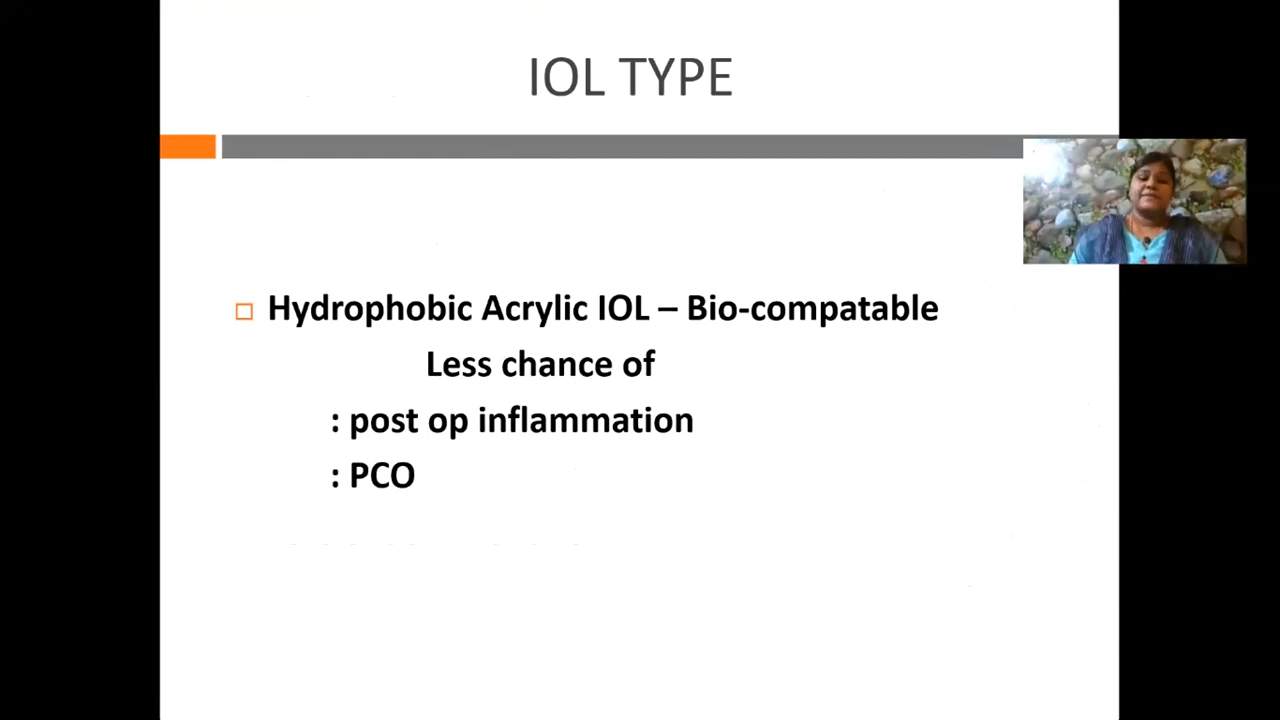 IOL TYPE
Hydrophobic Acrylic IOL – Bio-compatable
Less chance of
: post op inflammation
: PCO